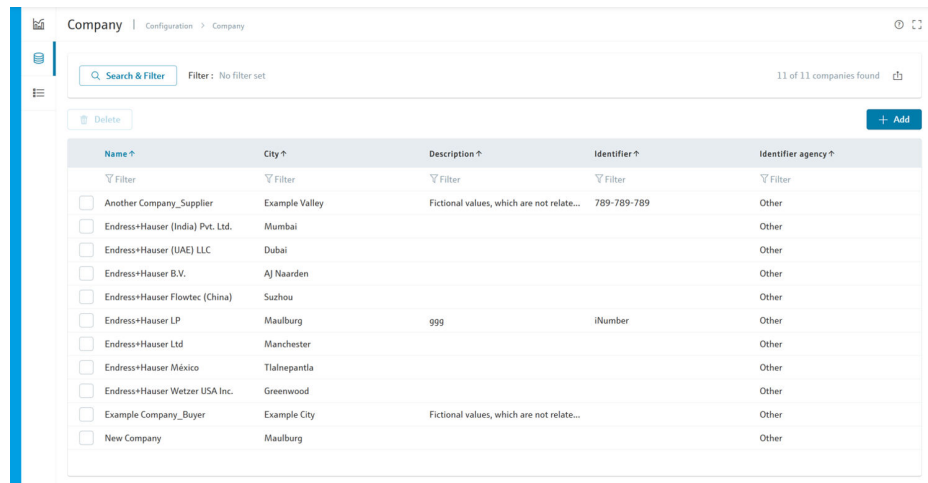 Company | Configuration > Company
Search & Filter Filter : No filter set 11 of 11 companies found
Delete + Add
Name ↑ City ↑ Description ↑ Identifier ↑ Identifier agency ↑
Filter Filter Filter Filter Filter
Another Company_Supplier Example Valley Fictional values, which are not relate... 789-789-789 Other
Endress+Hauser (India) Pvt. Ltd. Mumbai Other
Endress+Hauser (UAE) LLC Dubai Other
Endress+Hauser B.V. AJ Naarden Other
Endress+Hauser Flowtec (China) Suzhou Other
Endress+Hauser LP Maulburg ggg iNumber Other
Endress+Hauser Ltd Manchester Other
Endress+Hauser México Tlalnepantla Other
Endress+Hauser Wetzer USA Inc. Greenwood Other
Example Company_Buyer Example City Fictional values, which are not relate... Other
New Company Maulburg Other